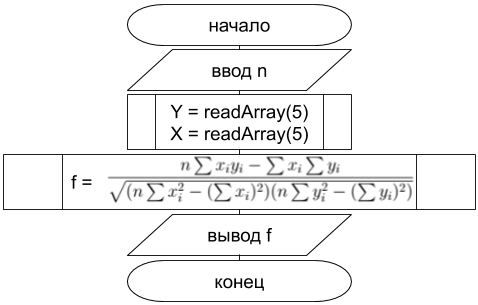 начало
ввод n
Y = readArray(5)
X = readArray(5)
f = \frac{n \sum x_i y_i - \sum x_i \sum y_i}{\sqrt{(n \sum x_i^2 - (\sum x_i)^2)(n \sum y_i^2 - (\sum y_i)^2)}}
вывод f
конец